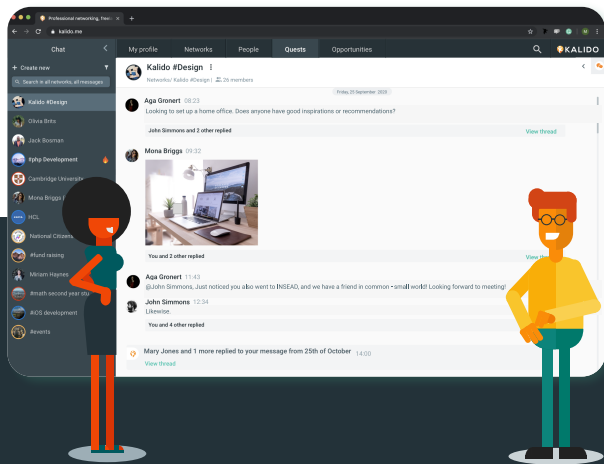 Professional networking, freel
kalido.me
Chat
My profile
Networks
People
Quests
Opportunities
KALIDO
+ Create new
Search in all networks, all messages
Kalido #Design
Olivia Brits
Jack Bosman
#php Development
Cambridge University
Mona Briggs
HCL
National Citizens
#fund raising
Miriam Haynes
#math second year stu
#iOS development
#events
Kalido #Design
Networks/ Kalido #Design | 26 members
Friday, 25 September 2020
Aga Gronert 08:23
Looking to set up a home office. Does anyone have good inspirations or recommendations?
John Simmons and 2 other replied
View thread
Mona Briggs 09:32
You and 2 other replied
View thr
Aga Gronert 11:43
@John Simmons, Just noticed you also went to INSEAD, and we have a friend in common - small world! Looking forward to meeting!
John Simmons 12:34
Likewise.
You and 4 other replied
Mary Jones and 1 more replied to your message from 25th of October 14:00
View thread